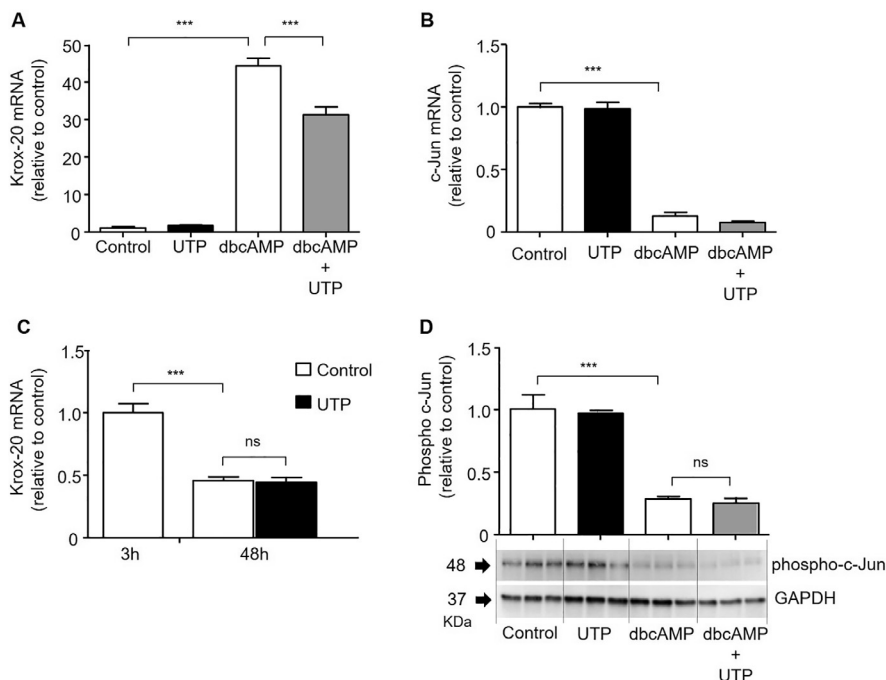 A
Krox-20 mRNA
(relative to control)
50
40
30
20
10
0
***
***
Control
UTP
dbcAMP
dbcAMP
+
UTP
B
c-Jun mRNA
(relative to control)
1.5
1.0
0.5
0
***
Control
UTP
dbcAMP
dbcAMP
+
UTP
C
Krox-20 mRNA
(relative to control)
1.5
1.0
0.5
0
***
ns
Control
UTP
3h
48h
D
Phospho c-Jun
(relative to control)
1.5
1.0
0.5
0
***
ns
48
phospho-c-Jun
37
GAPDH
KDa
Control
UTP
dbcAMP
dbcAMP
+
UTP